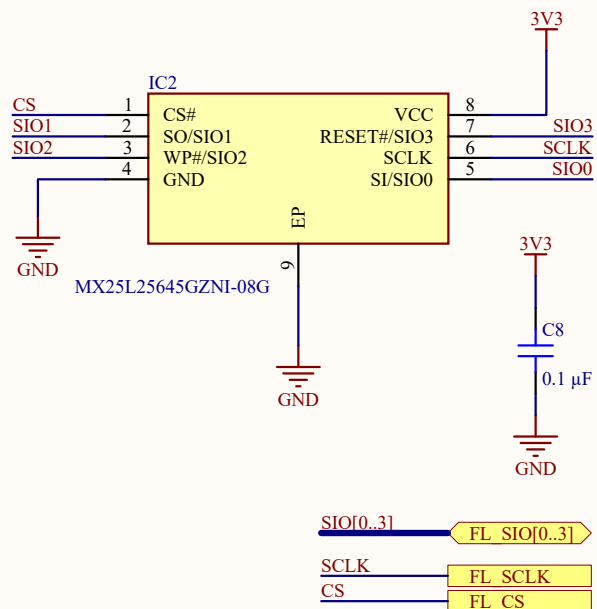 3V3
IC2
CS 1 CS# VCC 8
SIO1 2 SO/SIO1 RESET#/SIO3 7 SIO3
SIO2 3 WP#/SIO2 SCLK 6 SCLK
4 GND SI/SIO0 5 SIO0
EP
GND
9
3V3
MX25L25645GZNI-08G
C8
0.1 µF
GND
GND
SIO[0..3] FL_SIO[0..3]
SCLK FL_SCLK
CS FL_CS